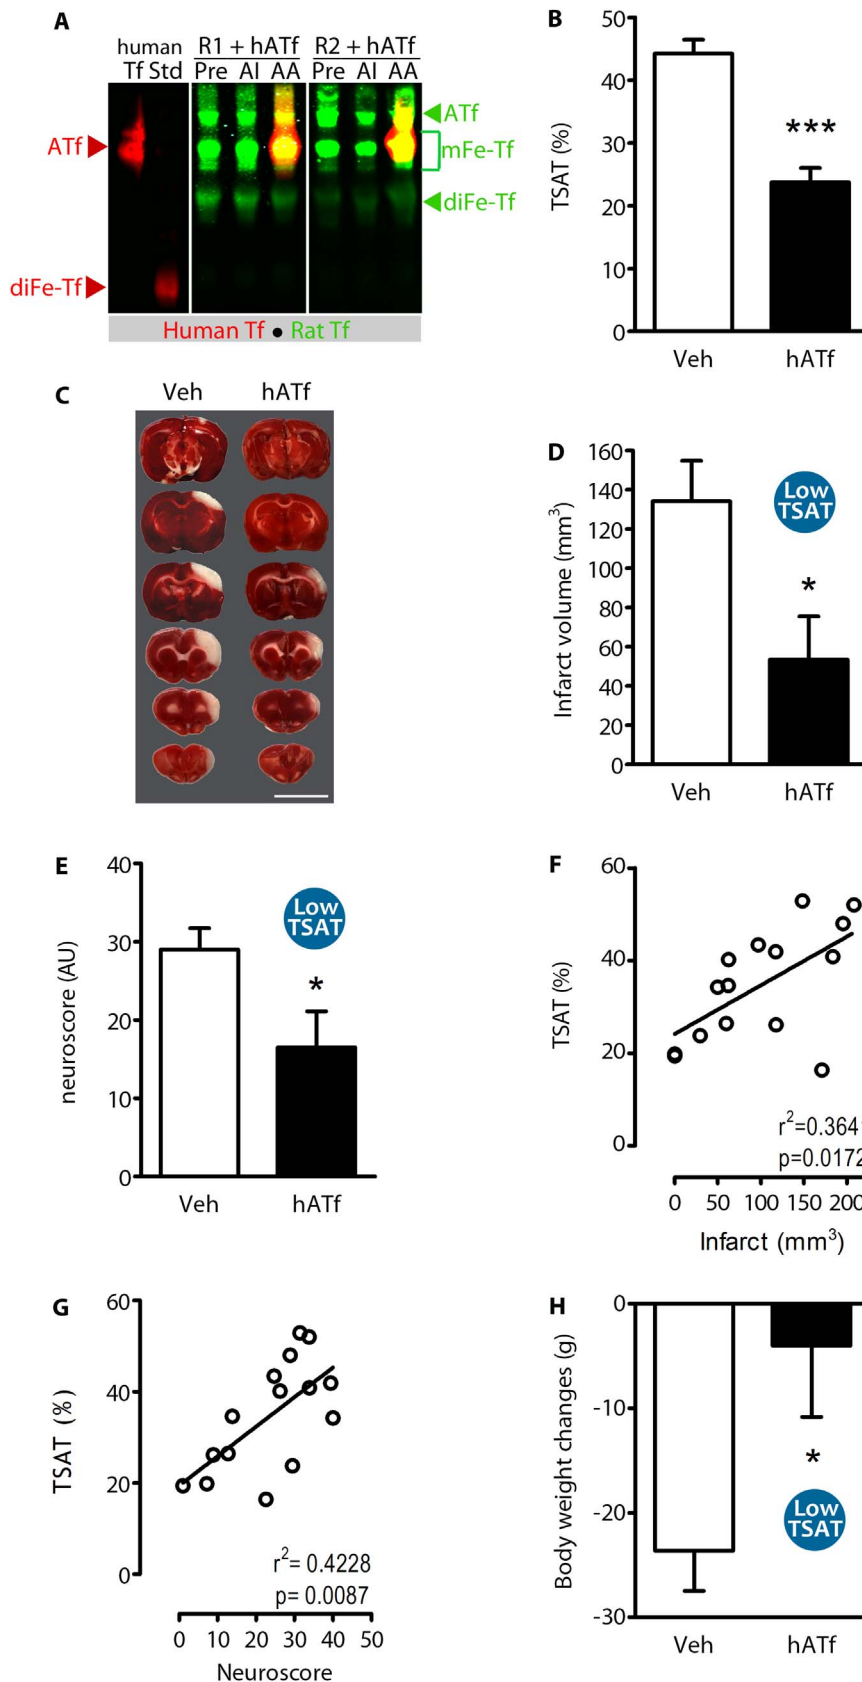 A
human
Tf Std
R1 + hATf
Pre AI AA
R2 + hATf
Pre AI AA
ATf
diFe-Tf
ATf
mFe-Tf
diFe-Tf
Human Tf • Rat Tf
B
TSAT (%)
50
40
30
20
10
0
***
Veh
hATf
C
Veh
hATf
D
Infarct volume (mm³)
160
140
120
100
80
60
40
20
0
Low
TSAT
*
Veh
hATf
E
neuroscore (AU)
40
30
20
10
0
Low
TSAT
*
Veh
hATf
F
TSAT (%)
60
40
20
0
r²=0.364
p=0.0172
0 50 100 150 200
Infarct (mm³)
G
TSAT (%)
60
40
20
0
r²= 0.4228
p= 0.0087
0 10 20 30 40 50
Neuroscore
H
Body weight changes (g)
0
-10
-20
-30
*
Low
TSAT
Veh
hATf